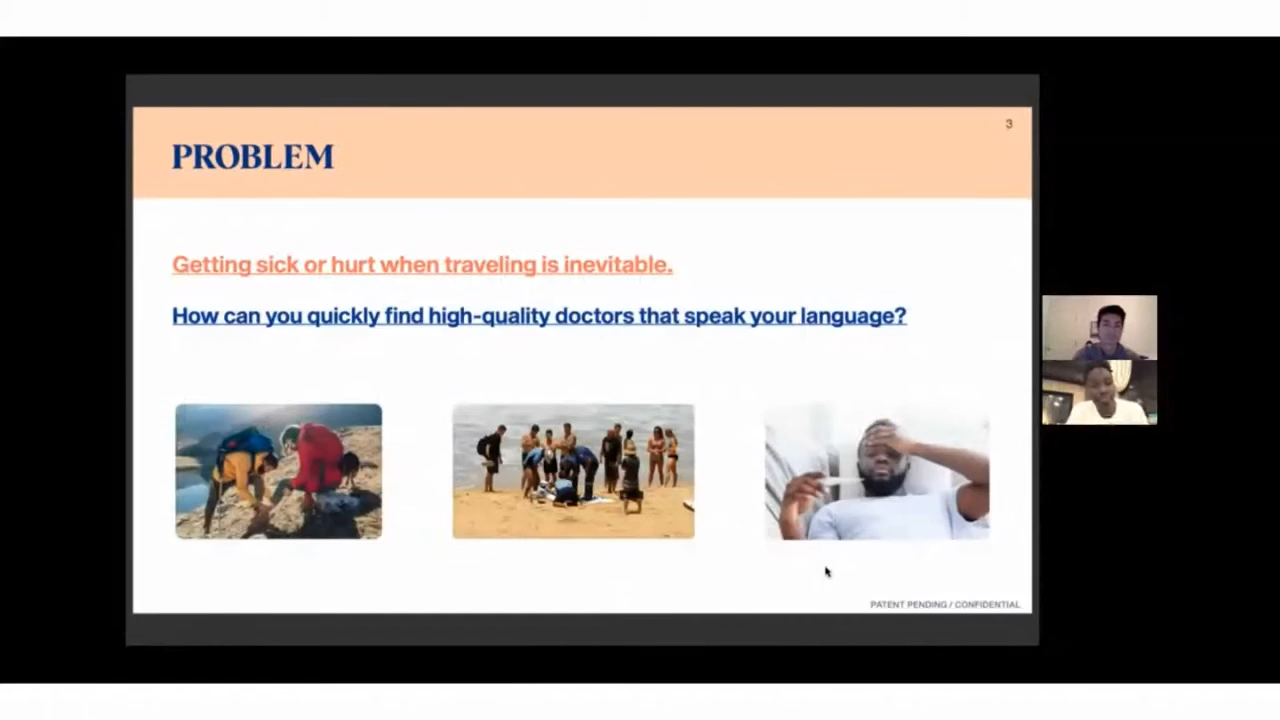 3
PROBLEM
Getting sick or hurt when traveling is inevitable.
How can you quickly find high-quality doctors that speak your language?
PATENT PENDING / CONFIDENTIAL